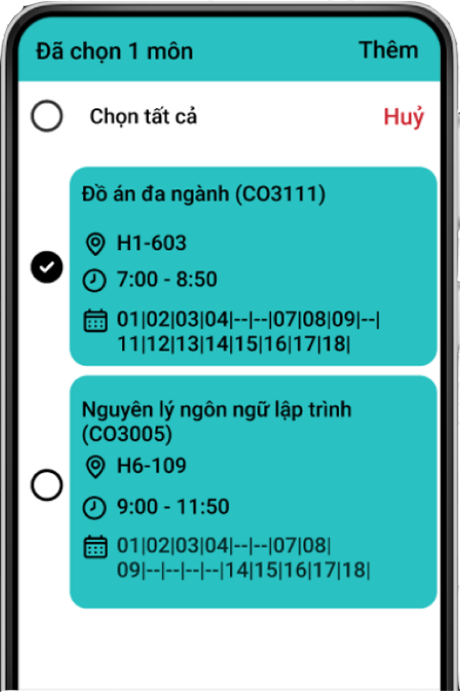 Đã chọn 1 môn Thêm
Chọn tất cả Huỷ
Đồ án đa ngành (CO3111)
H1-603
7:00 - 8:50
01|02|03|04|--|--|07|08|09|--|
11|12|13|14|15|16|17|18|
Nguyên lý ngôn ngữ lập trình
(CO3005)
H6-109
9:00 - 11:50
01|02|03|04|--|--|07|08|
09|--|--|--|--|14|15|16|17|18|